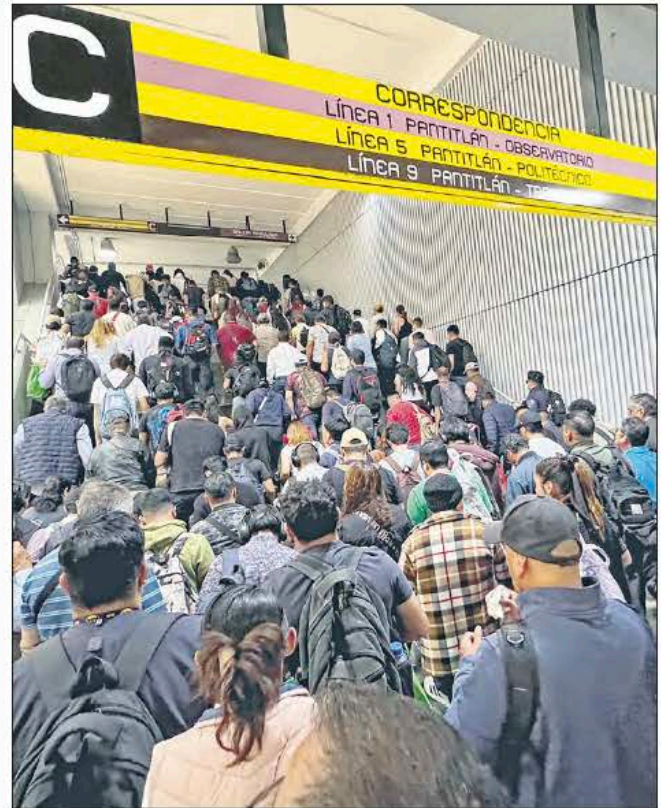 C
CORRESPONDENCIA
LÍNEA 1 PANTITLÁN - OBSERVATORIO
LÍNEA 5 PANTITLÁN - POLITÉCNICO
LÍNEA 9 PANTITLÁN -